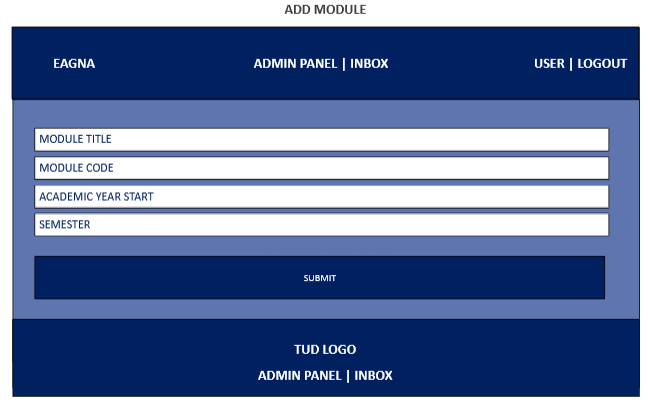 ADD MODULE
EAGNA ADMIN PANEL | INBOX USER | LOGOUT
MODULE TITLE
MODULE CODE
ACADEMIC YEAR START
SEMESTER
SUBMIT
TUD LOGO
ADMIN PANEL | INBOX